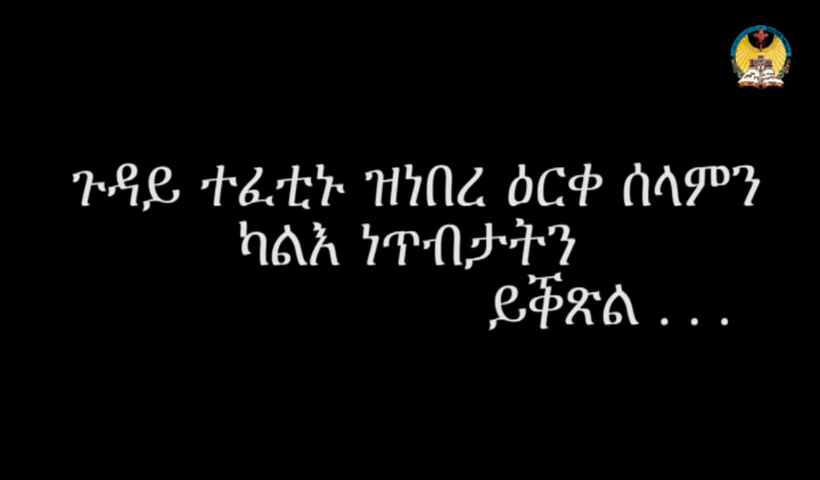 ጉዳይ ተፈቲኑ ዝነበረ ዕርቀ ሰላምን
ካልእ ነጥብታትን
ይቕጽል . . .